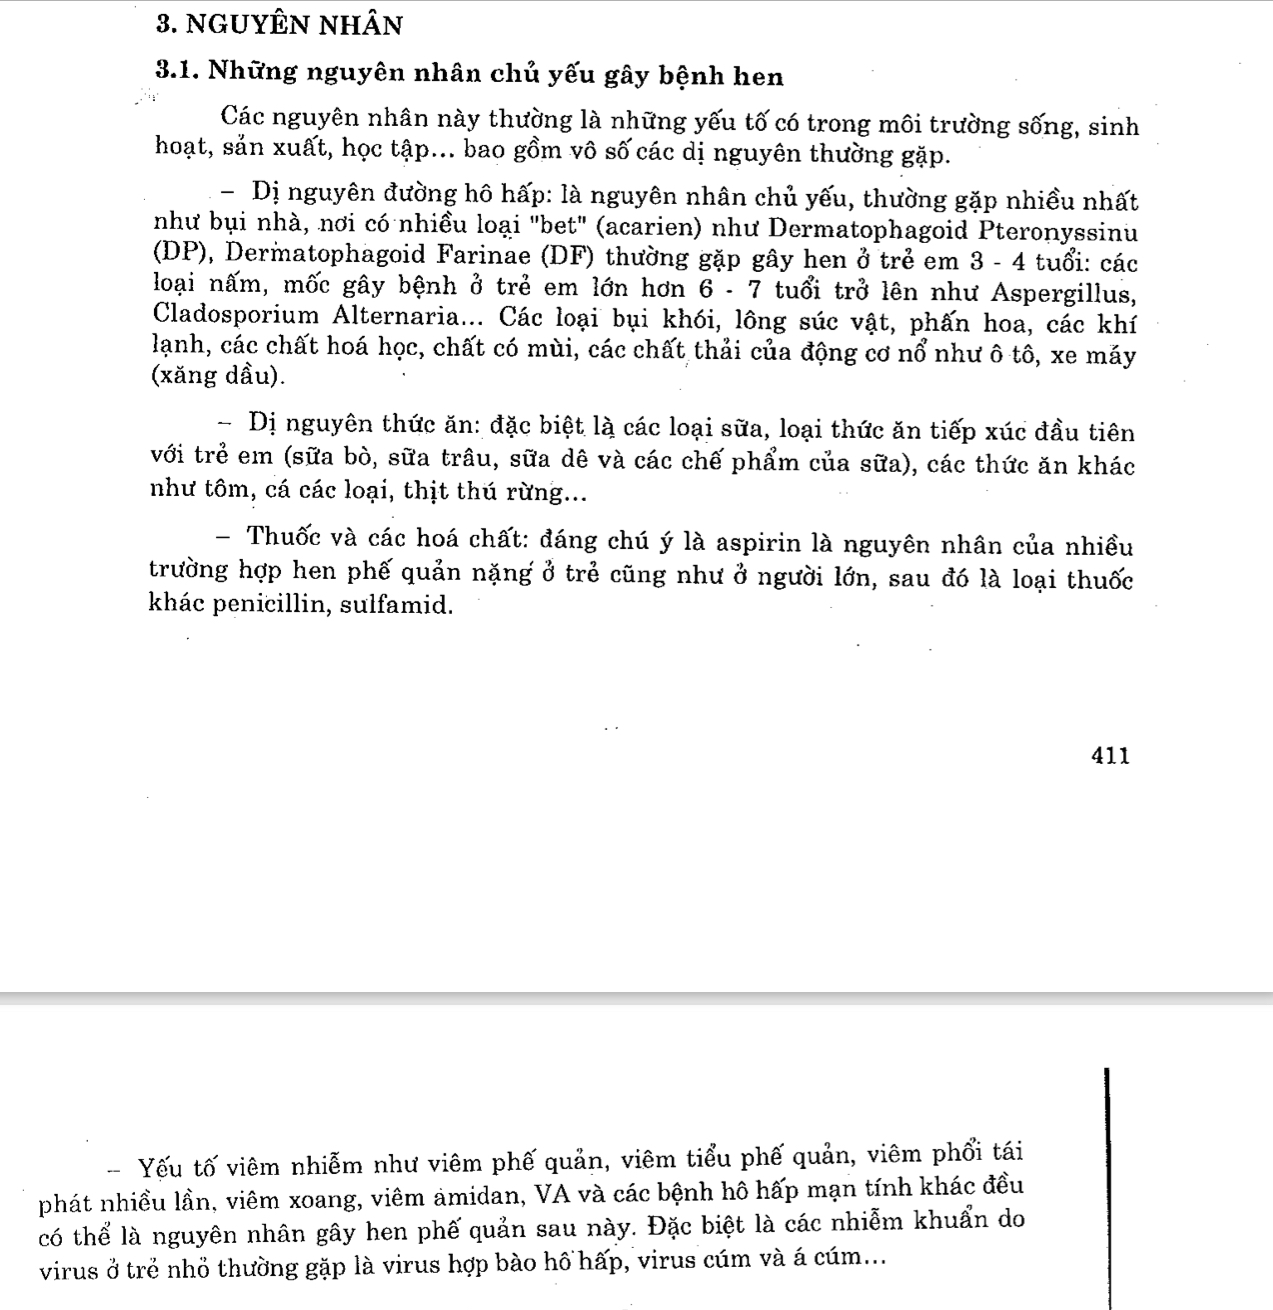 3. NGUYÊN NHÂN
3.1. Những nguyên nhân chủ yếu gây bệnh hen
Các nguyên nhân này thường là những yếu tố có trong môi trường sống, sinh
hoạt, sản xuất, học tập... bao gồm vô số các dị nguyên thường gặp.
– Dị nguyên đường hô hấp: là nguyên nhân chủ yếu, thường gặp nhiều nhất
như bụi nhà, nơi có nhiều loại "bet" (acarien) như Dermatophagoid Pteronyssinu
(DP), Dermatophagoid Farinae (DF) thường gặp gây hen ở trẻ em 3 - 4 tuổi: các
loại nấm, mốc gây bệnh ở trẻ em lớn hơn 6 - 7 tuổi trở lên như Aspergillus,
Cladosporium Alternaria... Các loại bụi khói, lông súc vật, phấn hoa, các khí
lạnh, các chất hoá học, chất có mùi, các chất thải của động cơ nổ như ô tô, xe máy
(xăng dầu).
– Dị nguyên thức ăn: đặc biệt là các loại sữa, loại thức ăn tiếp xúc đầu tiên
với trẻ em (sữa bò, sữa trâu, sữa dê và các chế phẩm của sữa), các thức ăn khác
như tôm, cá các loại, thịt thú rừng...
– Thuốc và các hoá chất: đáng chú ý là aspirin là nguyên nhân của nhiều
trường hợp hen phế quản nặng ở trẻ cũng như ở người lớn, sau đó là loại thuốc
khác penicillin, sulfamid.
411
– Yếu tố viêm nhiễm như viêm phế quản, viêm tiểu phế quản, viêm phổi tái
phát nhiều lần, viêm xoang, viêm amidan, VA và các bệnh hô hấp mạn tính khác đều
có thể là nguyên nhân gây hen phế quản sau này. Đặc biệt là các nhiễm khuẩn do
virus ở trẻ nhỏ thường gặp là virus hợp bào hô hấp, virus cúm và á cúm...